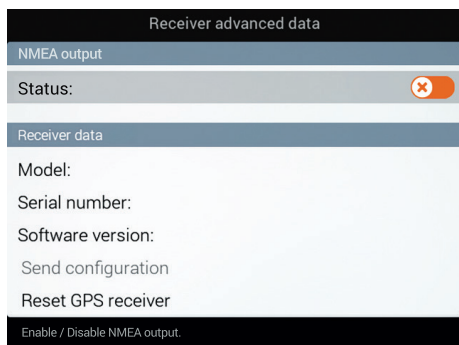 Receiver advanced data
NMEA output
Status:
Receiver data
Model:
Serial number:
Software version:
Send configuration
Reset GPS receiver
Enable / Disable NMEA output.